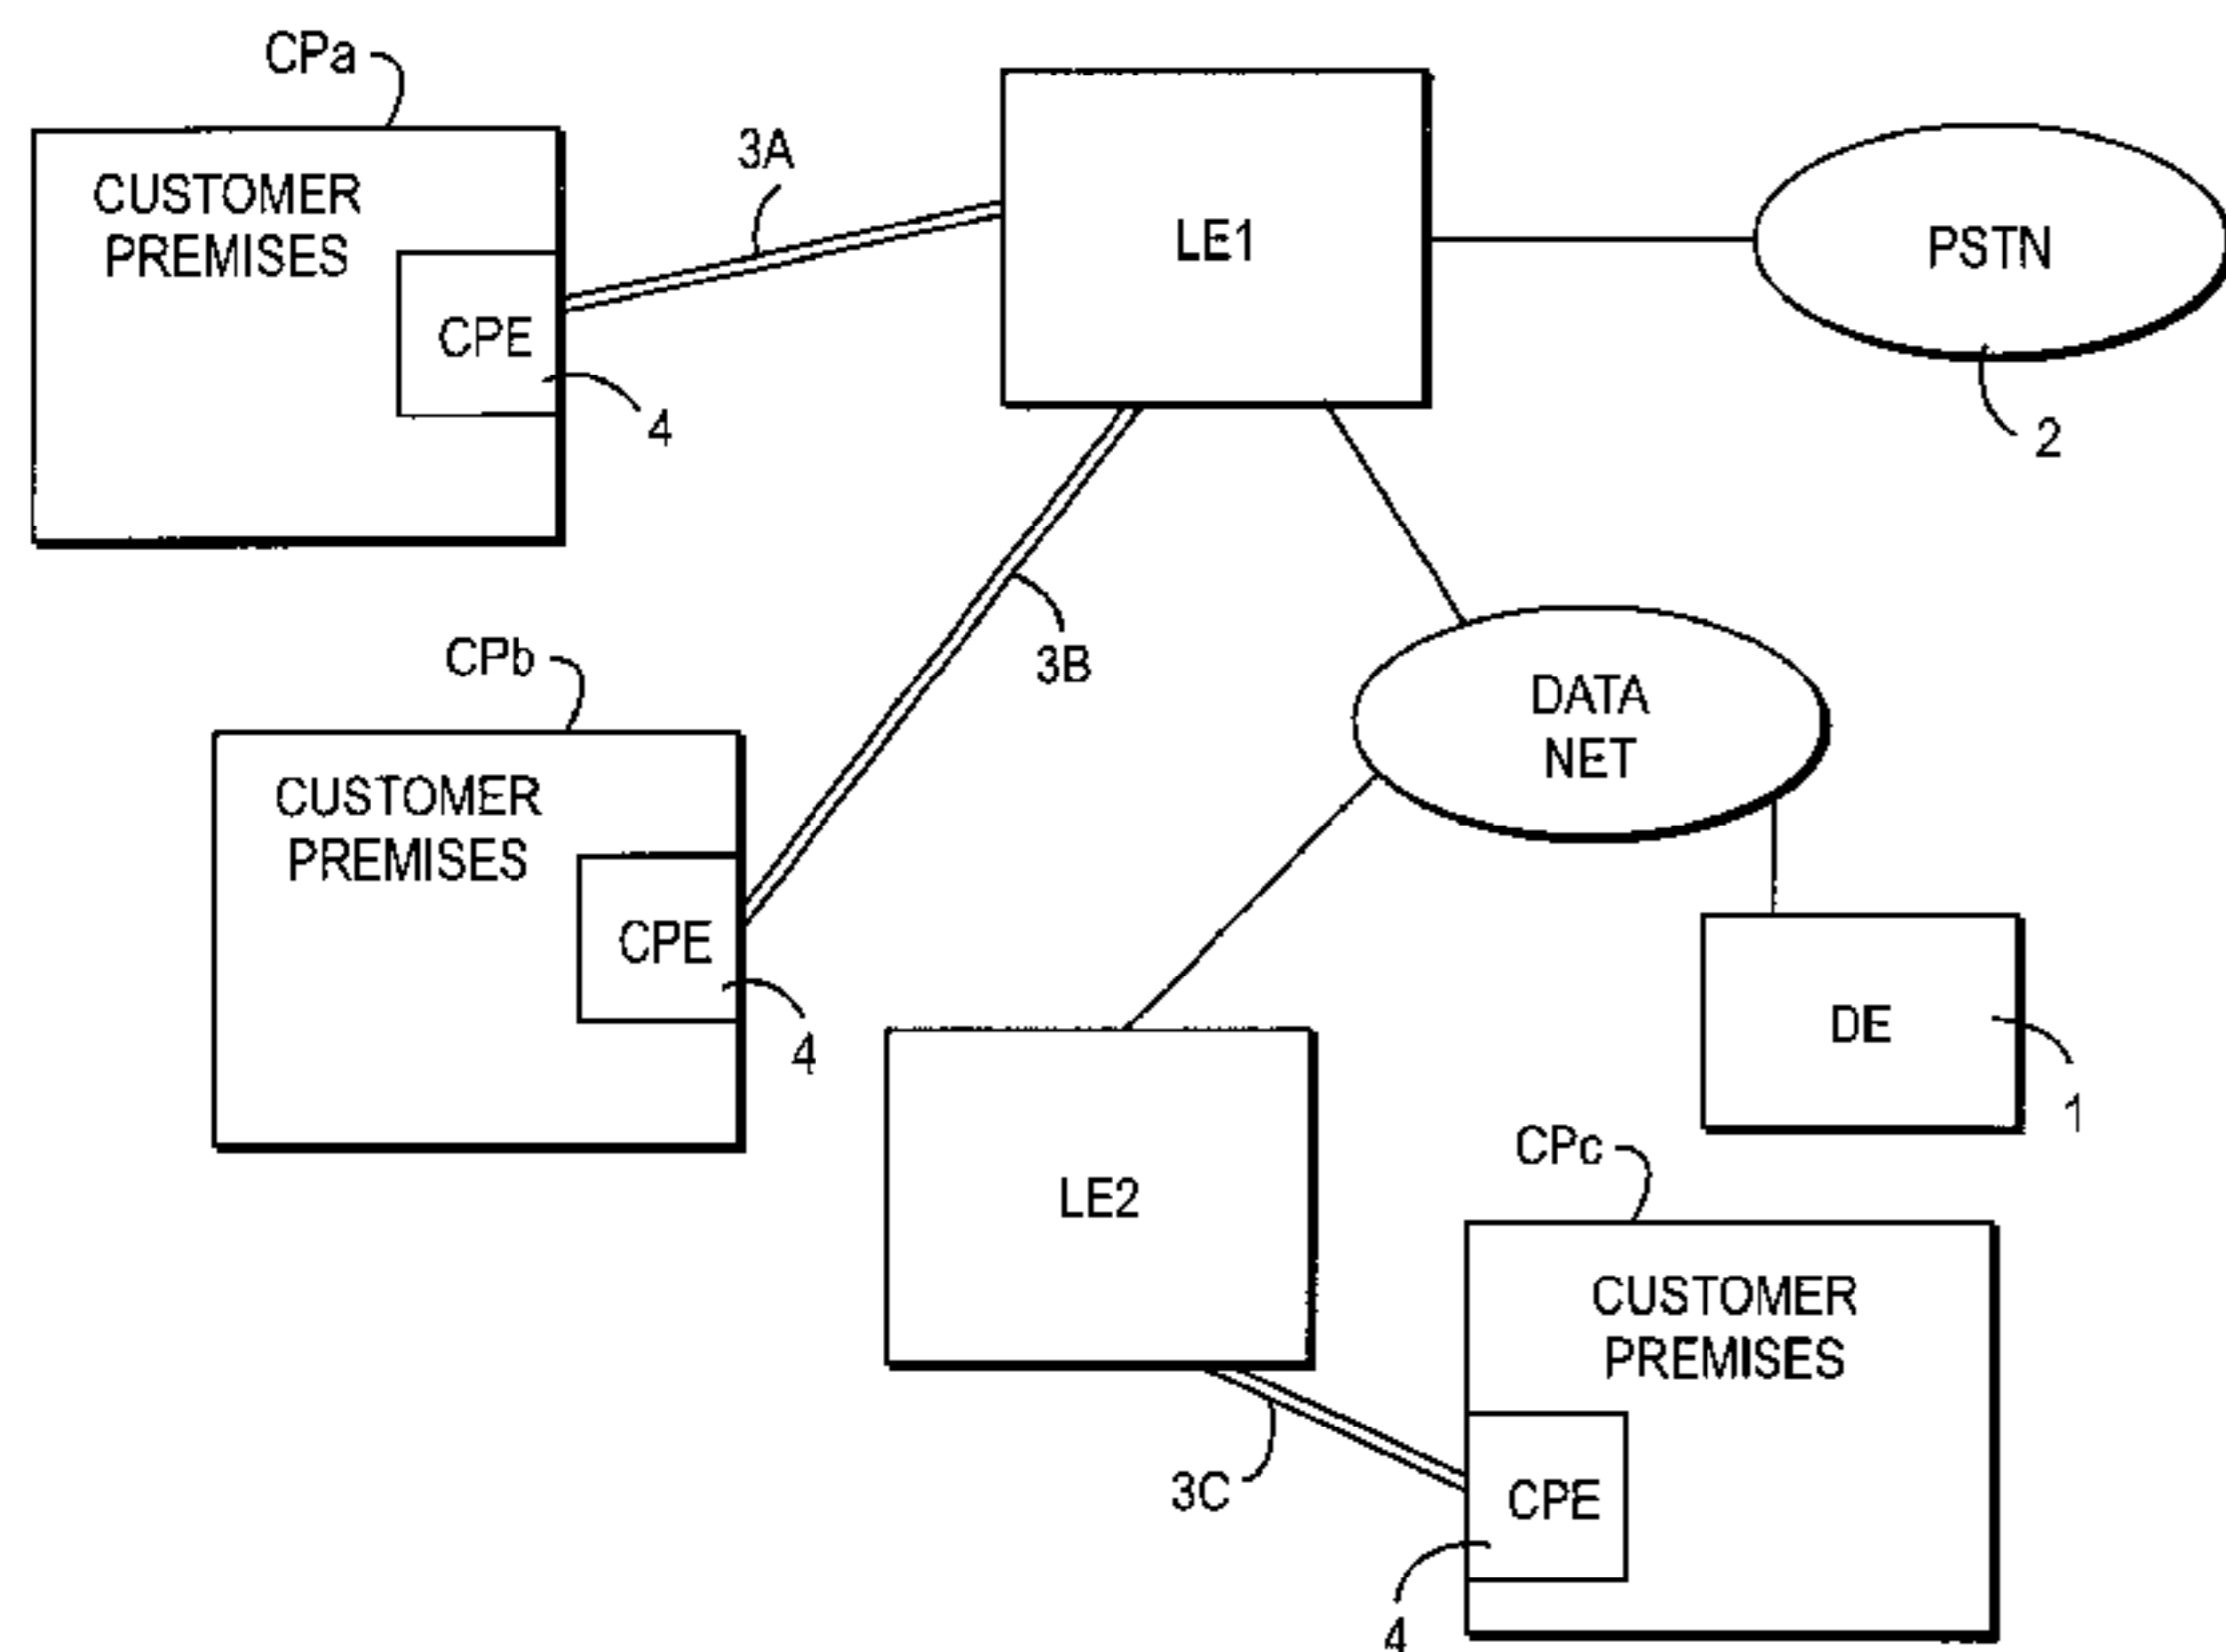 CPa
3A
CUSTOMER
PREMISES
LE1
PSTN
CPE
4
2
CPb
3B
DATA
NET
CUSTOMER
PREMISES
CPE
4
DE
1
CPc
LE2
CUSTOMER
PREMISES
3C
CPE
4